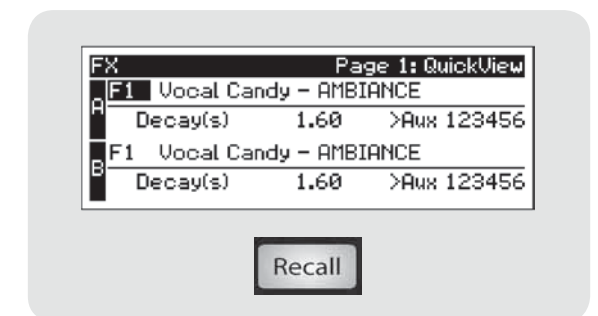 FX Page 1: QuickView
A F1 Vocal Candy – AMBIANCE
Decay(s) 1.60 >Aux 123456
B F1 Vocal Candy – AMBIANCE
Decay(s) 1.60 >Aux 123456
Recall